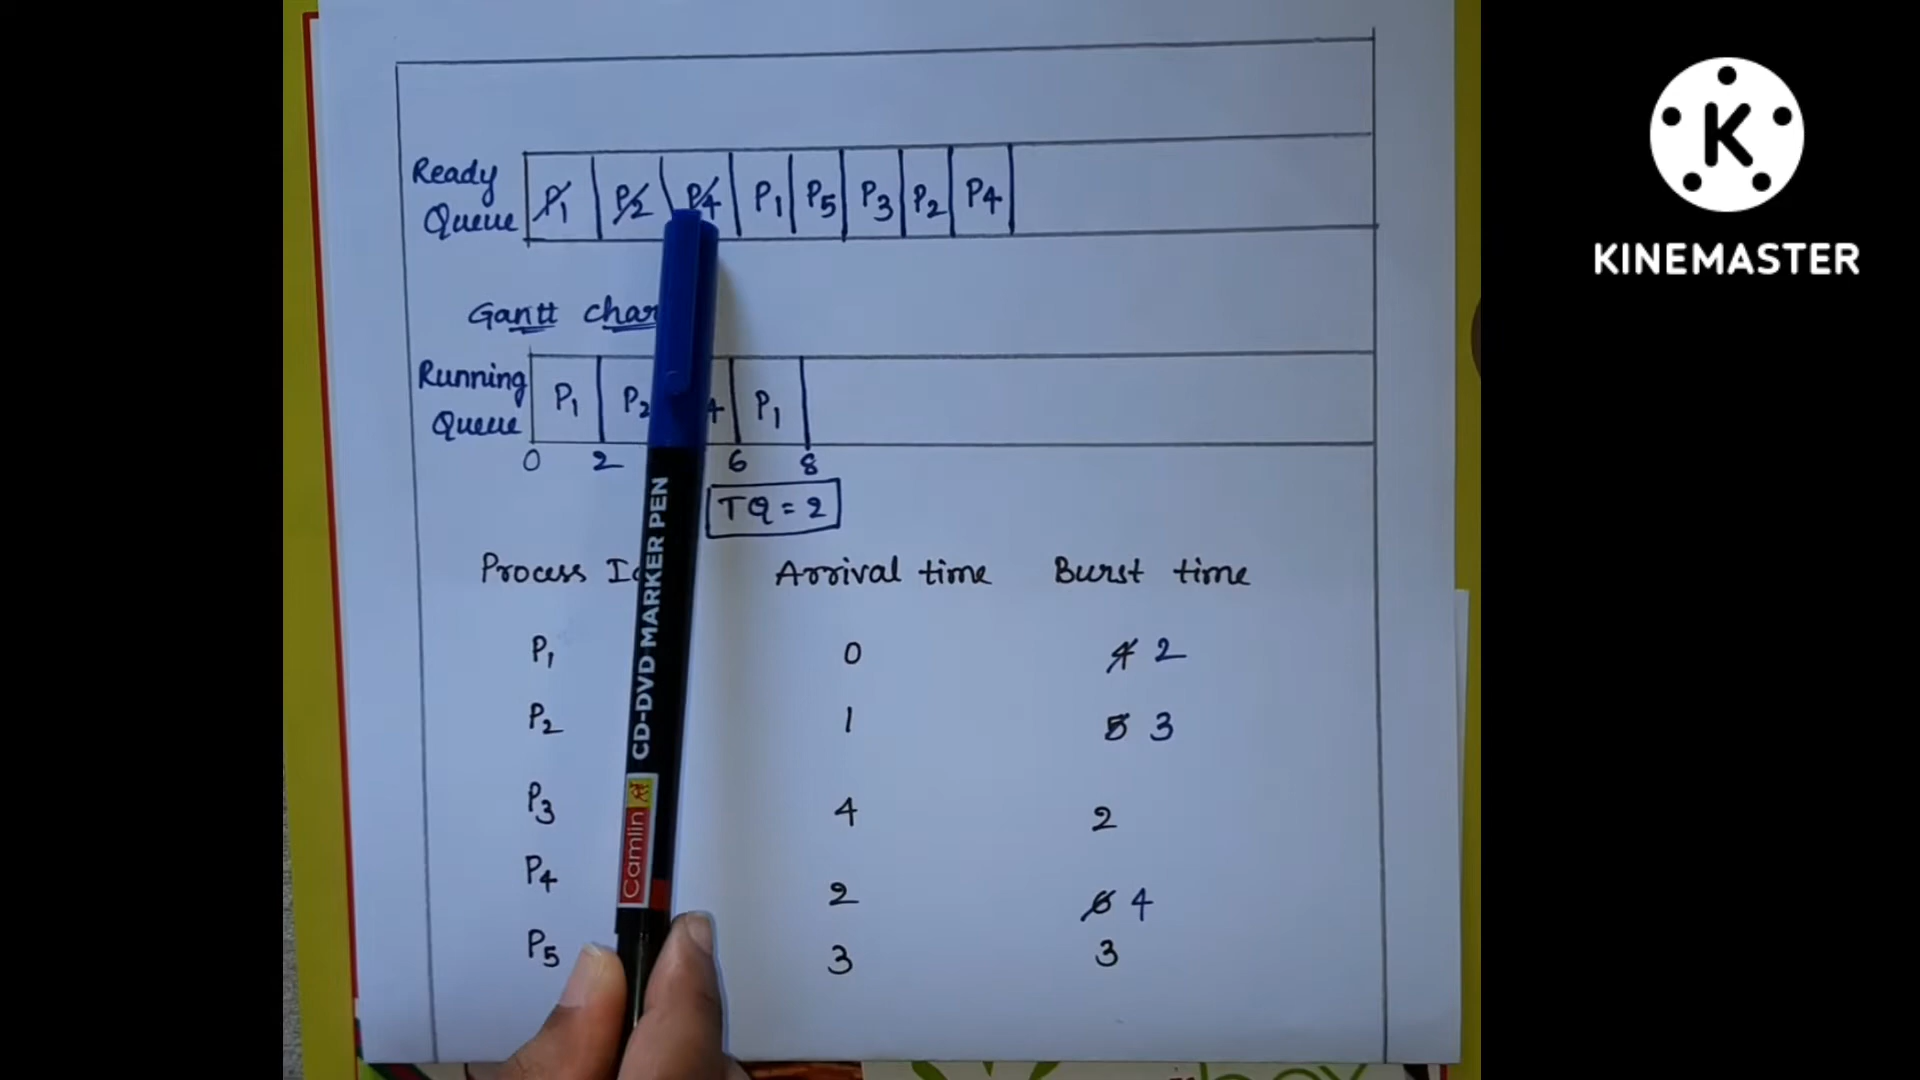 Ready
Queue
P1 P2 P4 P1 P5 P3 P2 P4
KINEMASTER
Gantt char
Running
Queue
P1 P2 4 P1
0 2 6 8
TQ = 2
Process Arrival time Burst time
P1 0 4 2
P2 1 5 3
P3 4 2
P4 2 6 4
P5 3 3
CD-DVD MARKER PEN
Camlin